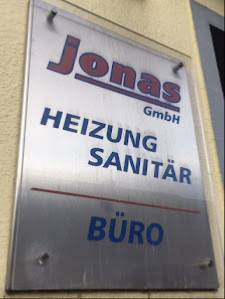 jonas
GmbH
HEIZUNG
SANITÄR
BÜRO